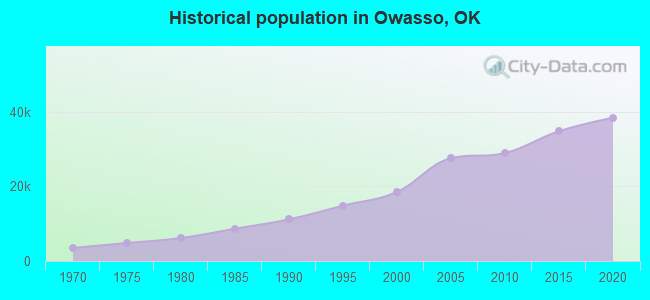 Historical population in Owasso, OK
City-Data.com
40k
20k
0
1970 1975 1980 1985 1990 1995 2000 2005 2010 2015 2020